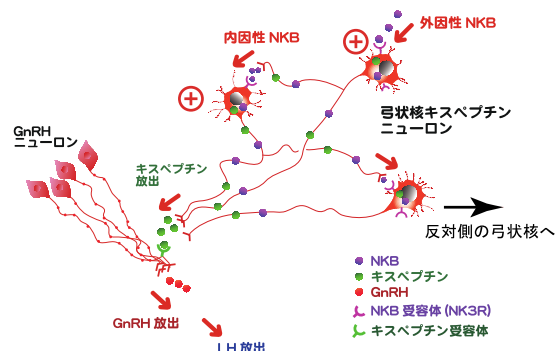 外因性 NKB
内因性 NKB
弓状核キスペプチン
ニューロン
GnRH
ニューロン
キスペプチン
放出
反対側の弓状核へ
NKB
キスペプチン
GnRH
NKB 受容体 (NK3R)
キスペプチン受容体
GnRH 放出
LH 放出